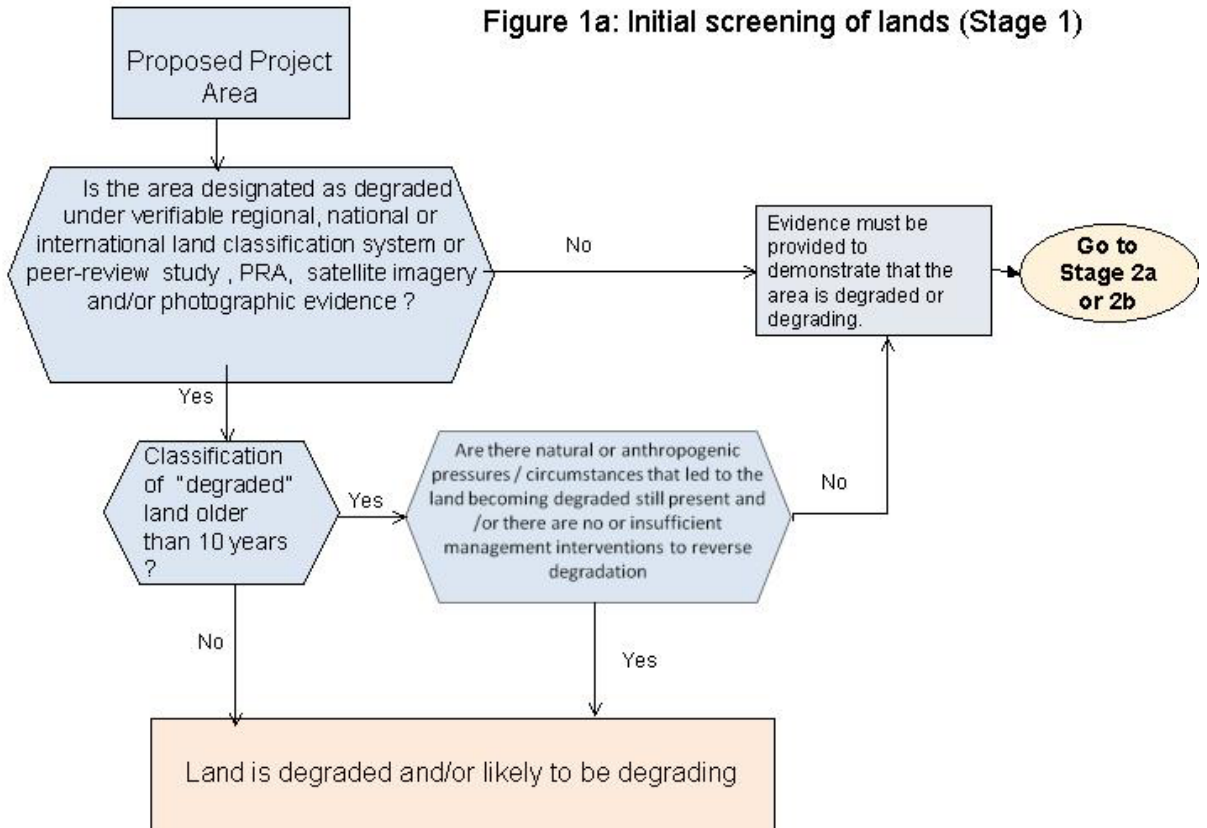 Figure 1a: Initial screening of lands (Stage 1)
Proposed Project
Area
Is the area designated as degraded
under verifiable regional, national or
international land classification system or
peer-review study , PRA, satellite imagery
and/or photographic evidence ?
No
Evidence must be
provided to
demonstrate that the
area is degraded or
degrading.
Go to
Stage 2a
or 2b
Yes
Classification
of "degraded"
land older
than 10 years
?
Yes
Are there natural or anthropogenic
pressures / circumstances that led to the
land becoming degraded still present and
/or there are no or insufficient
management interventions to reverse
degradation
No
No
Yes
Land is degraded and/or likely to be degrading